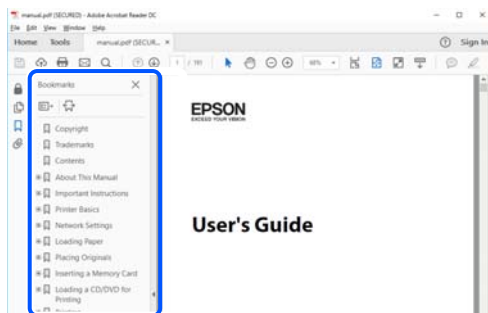 manual.pdf (SECURED) - Adobe Acrobat Reader DC
File Edit View Window Help
Home Tools manual.pdf (SECUR... × Sign In
1 / 191
Bookmarks
Copyright
Trademarks
Contents
About This Manual
Important Instructions
Printer Basics
Network Settings
Loading Paper
Placing Originals
Inserting a Memory Card
Loading a CD/DVD for
Printing
EPSON
EXCEED YOUR VISION
User's Guide